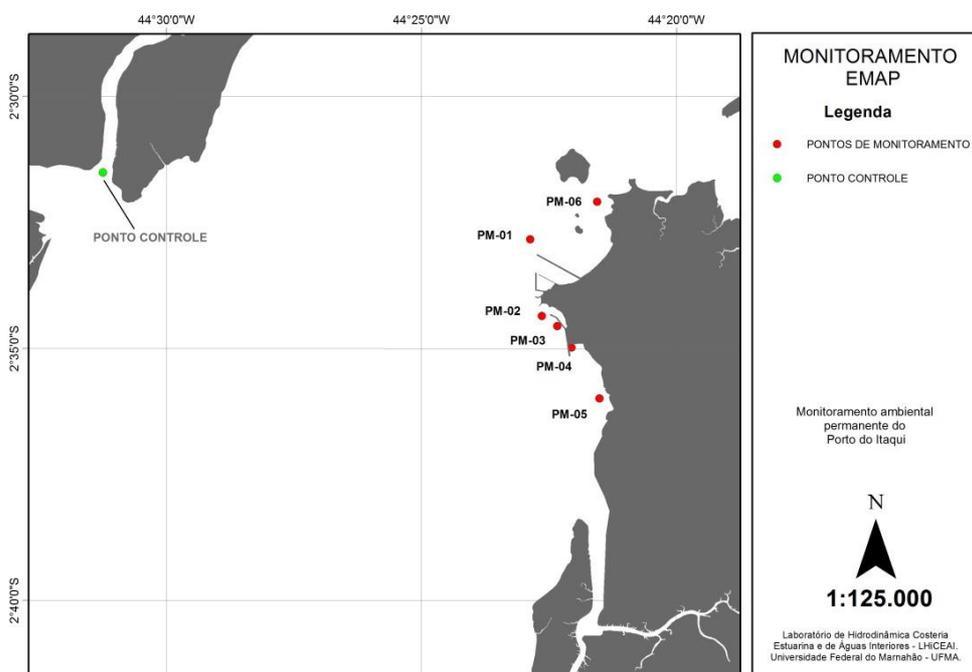 44°30'0"W
44°25'0"W
44°20'0"W
2°30'0"S
2°35'0"S
2°40'0"S
PONTO CONTROLE
PM-06
PM-01
PM-02
PM-03
PM-04
PM-05
MONITORAMENTO
EMAP
Legenda
PONTOS DE MONITORAMENTO
PONTO CONTROLE
Monitoramento ambiental
permanente do
Porto do Itaqui
N
1:125.000
Laboratório de Hidrodinâmica Costeria
Estuarina e de Águas Interiores - LHiCEAI.
Universidade Federal do Marnahão - UFMA.